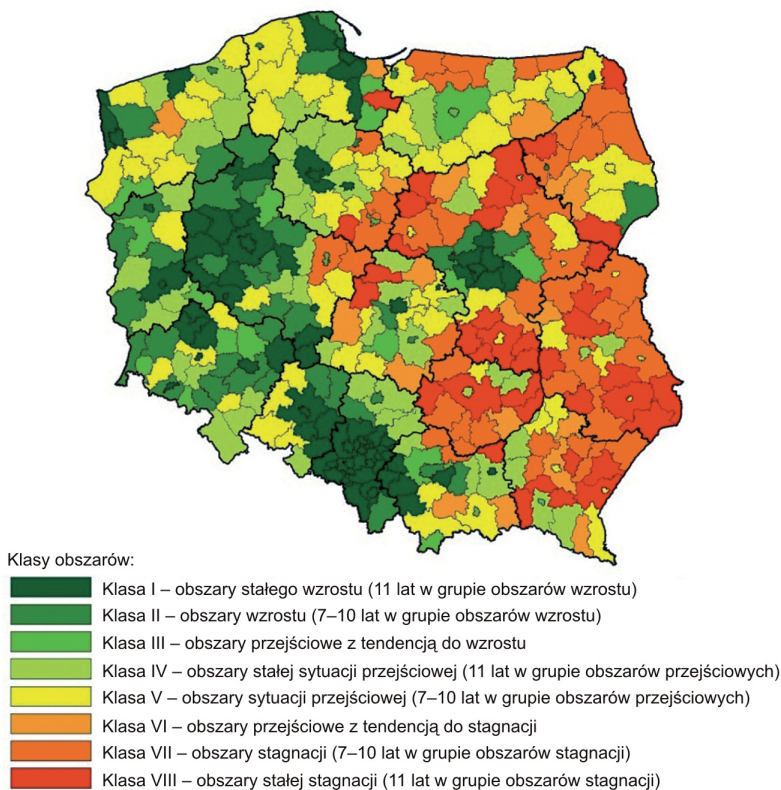 Klasy obszarów:
Klasa I – obszary stałego wzrostu (11 lat w grupie obszarów wzrostu)
Klasa II – obszary wzrostu (7–10 lat w grupie obszarów wzrostu)
Klasa III – obszary przejściowe z tendencją do wzrostu
Klasa IV – obszary stałej sytuacji przejściowej (11 lat w grupie obszarów przejściowych)
Klasa V – obszary sytuacji przejściowej (7–10 lat w grupie obszarów przejściowych)
Klasa VI – obszary przejściowe z tendencją do stagnacji
Klasa VII – obszary stagnacji (7–10 lat w grupie obszarów stagnacji)
Klasa VIII – obszary stałej stagnacji (11 lat w grupie obszarów stagnacji)